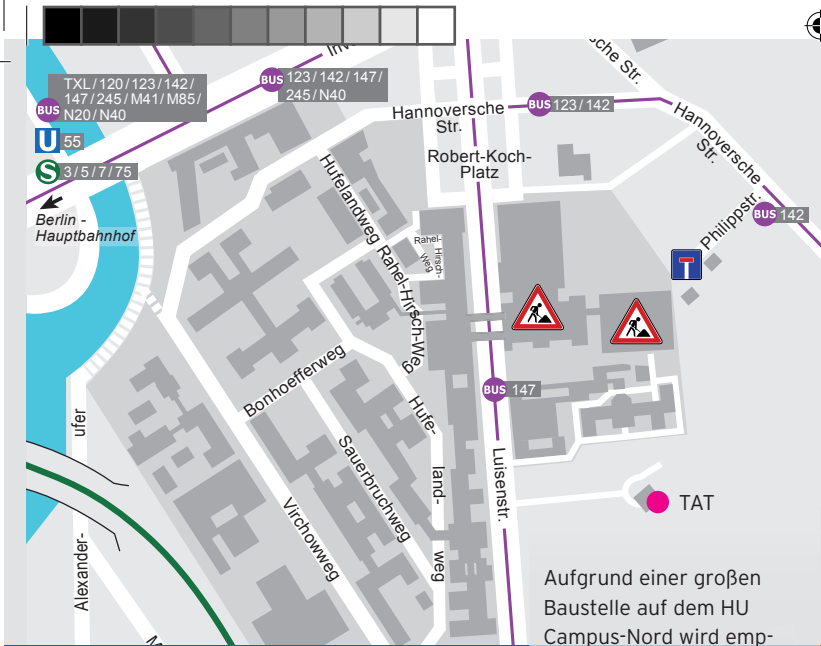 Inv
sche Str.
BUS
TXL / 120 / 123 / 142 /
147 / 245 / M41 / M85 /
N20 / N40
BUS
123 / 142 / 147 /
245 / N40
U 55
S 3 / 5 / 7 / 75
Berlin -
Hauptbahnhof
Hannoversche
Str.
BUS 123 / 142
Hannoversche
Str.
Robert-Koch-
Platz
BUS 142
Philippstr.
Hufelandweg
Rahel-
Hirsch-
Weg
Rahel-Hirsch-Weg
Bonhoefferweg
BUS 147
Hufe-
land-
weg
Sauerbruchweg
Virchowweg
Luisenstr.
ufer
Alexander-
TAT
Aufgrund einer großen
Baustelle auf dem HU
Campus-Nord wird emp-